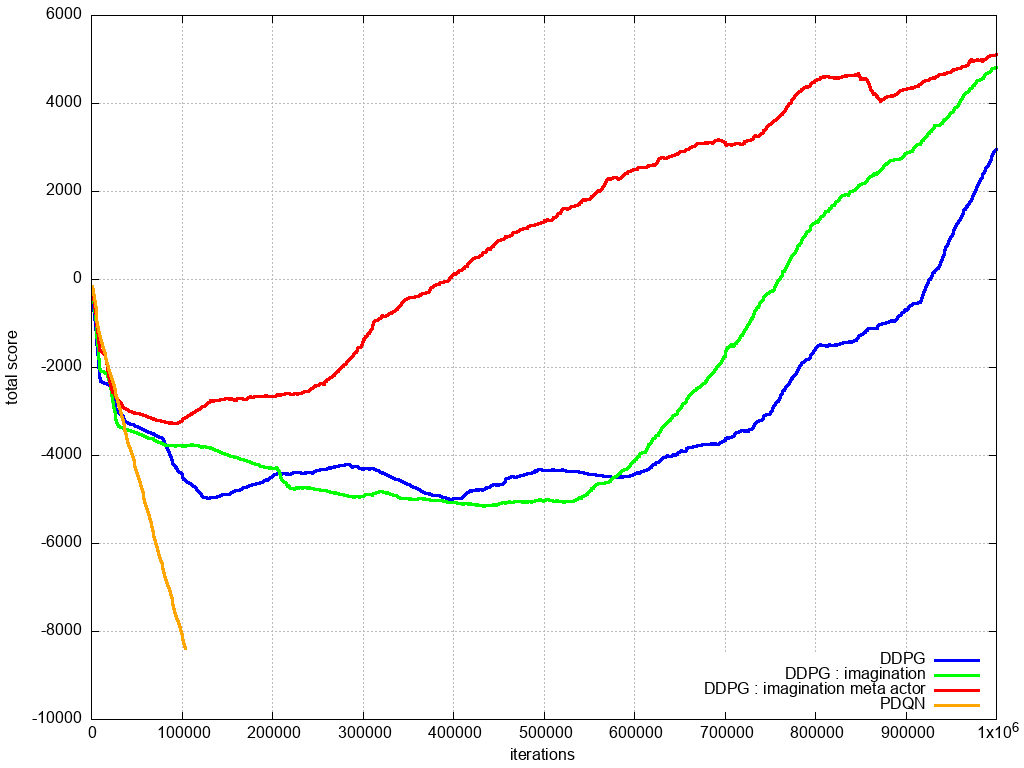 6000
4000
2000
0
-2000
-4000
-6000
-8000
-10000
total score
DDPG
DDPG : imagination
DDPG : imagination meta actor
PDQN
0 100000 200000 300000 400000 500000 600000 700000 800000 900000 1x10^6
iterations